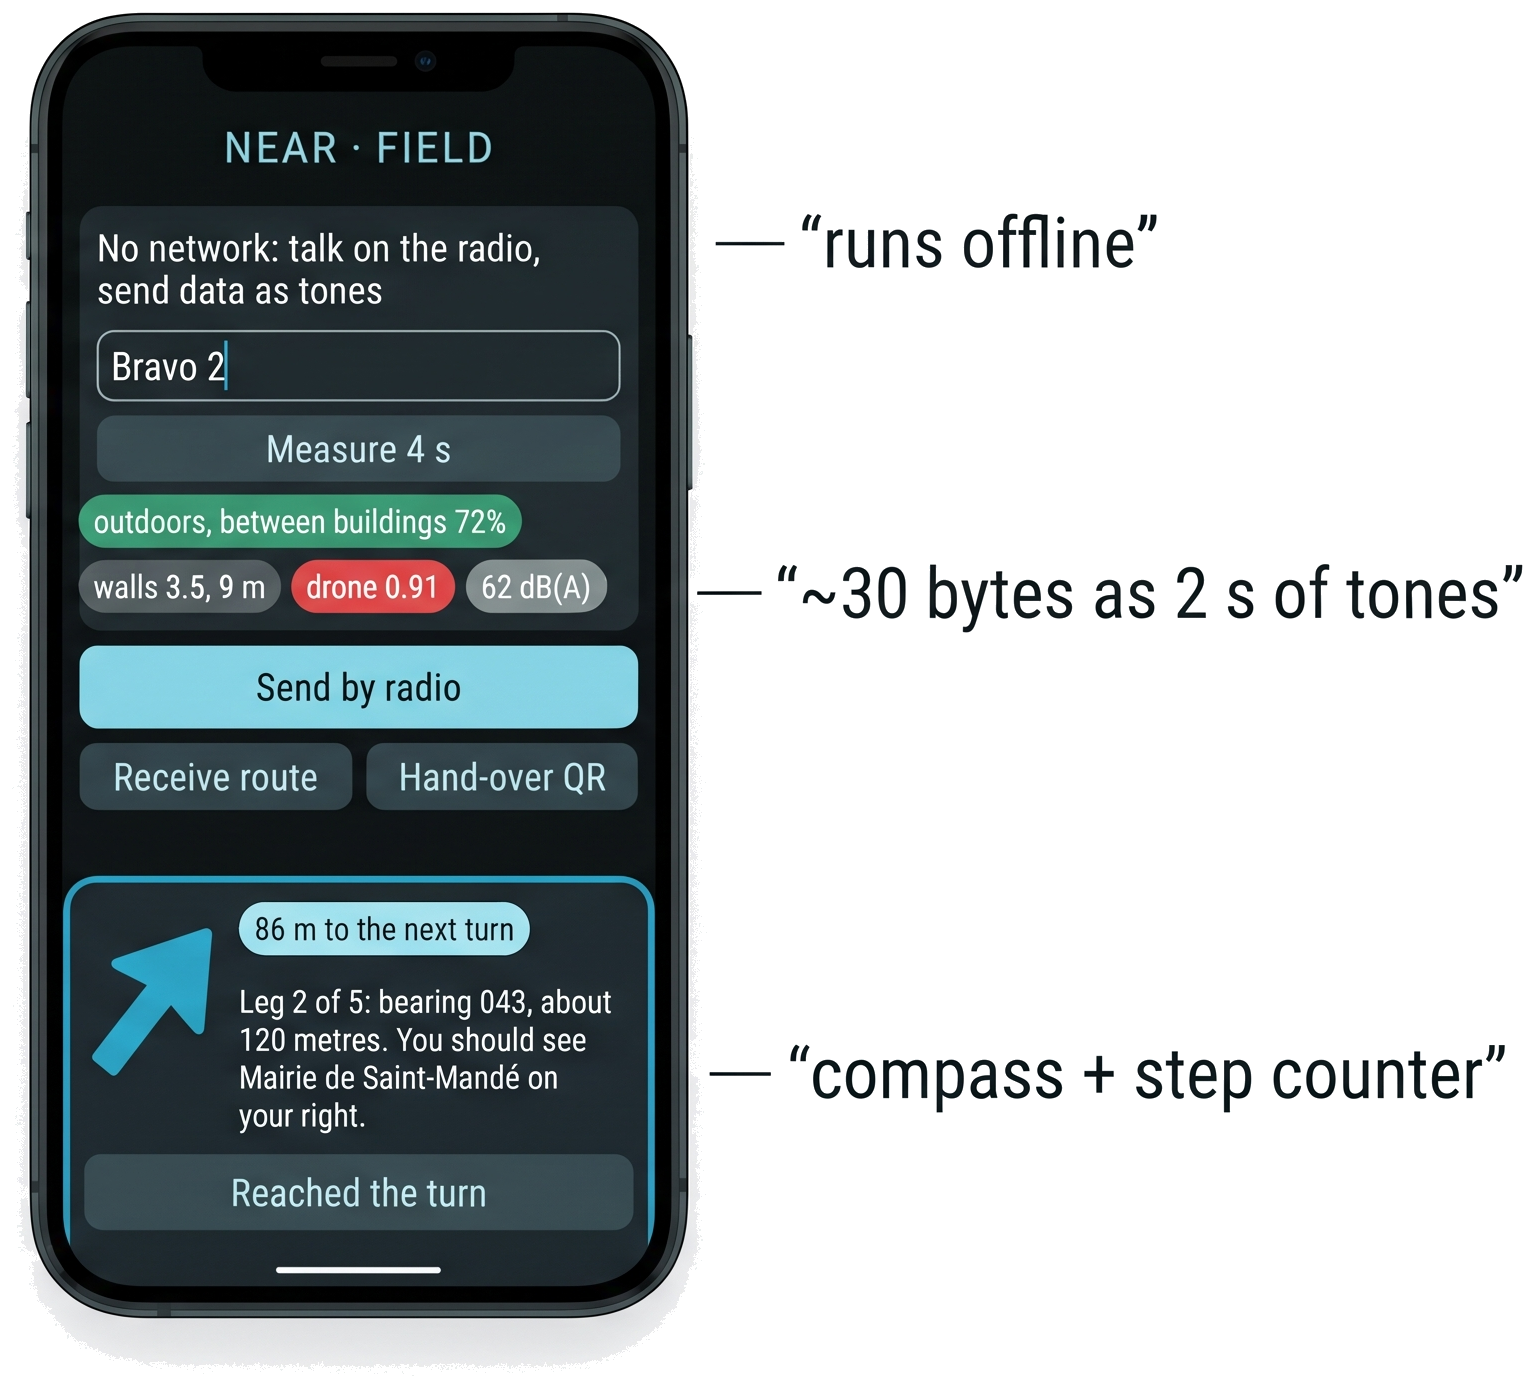 NEAR · FIELD
No network: talk on the radio,
send data as tones
Bravo 2
Measure 4 s
outdoors, between buildings 72%
walls 3.5, 9 m
drone 0.91
62 dB(A)
Send by radio
Receive route
Hand-over QR
86 m to the next turn
Leg 2 of 5: bearing 043, about
120 metres. You should see
Mairie de Saint-Mandé on
your right.
Reached the turn
“runs offline”
“~30 bytes as 2 s of tones”
“compass + step counter”